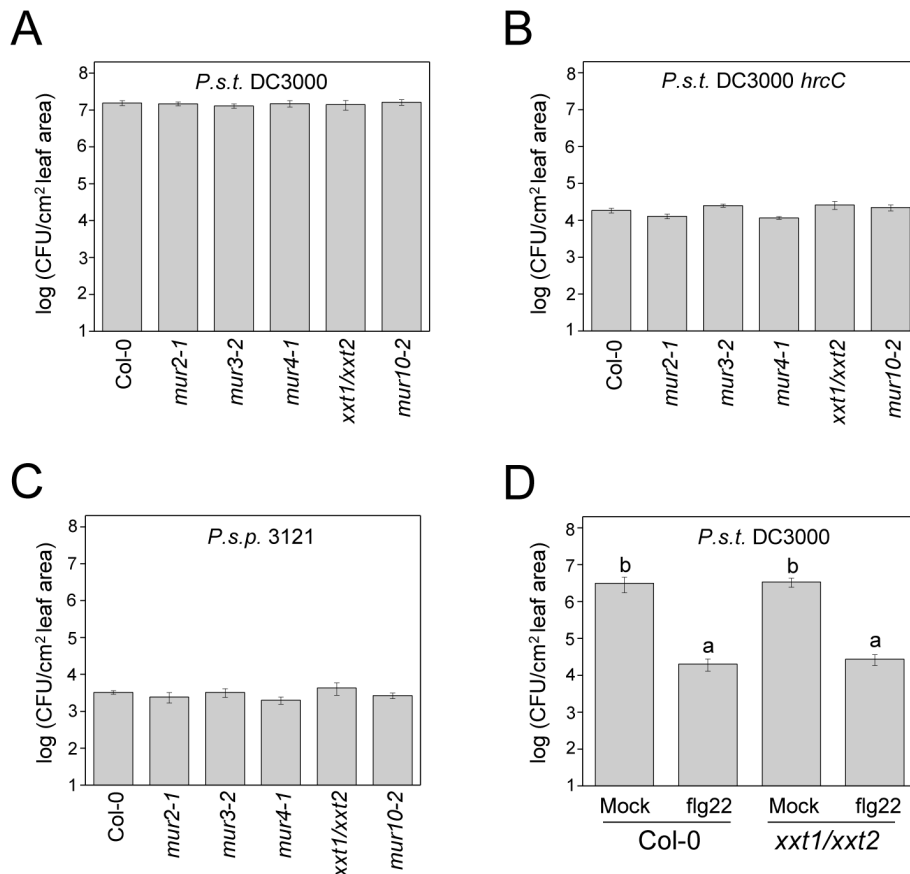 A
P.s.t. DC3000
log (CFU/cm² leaf area)
8
7
6
5
4
3
2
1
Col-0
mur2-1
mur3-2
mur4-1
xxt1/xxt2
mur10-2
B
P.s.t. DC3000 hrcC
log (CFU/cm² leaf area)
8
7
6
5
4
3
2
1
Col-0
mur2-1
mur3-2
mur4-1
xxt1/xxt2
mur10-2
C
P.s.p. 3121
log (CFU/cm² leaf area)
8
7
6
5
4
3
2
1
Col-0
mur2-1
mur3-2
mur4-1
xxt1/xxt2
mur10-2
D
P.s.t. DC3000
log (CFU/cm² leaf area)
8
7
6
5
4
3
2
1
b
a
b
a
Mock flg22 Mock flg22
Col-0 xxt1/xxt2